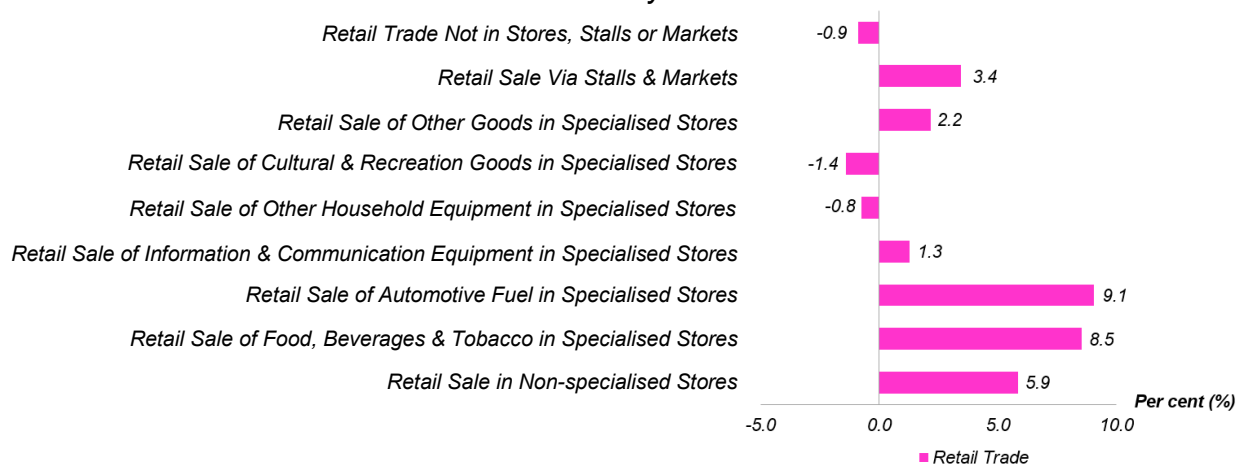 Retail Trade Not in Stores, Stalls or Markets -0.9
Retail Sale Via Stalls & Markets 3.4
Retail Sale of Other Goods in Specialised Stores 2.2
Retail Sale of Cultural & Recreation Goods in Specialised Stores -1.4
Retail Sale of Other Household Equipment in Specialised Stores -0.8
Retail Sale of Information & Communication Equipment in Specialised Stores 1.3
Retail Sale of Automotive Fuel in Specialised Stores 9.1
Retail Sale of Food, Beverages & Tobacco in Specialised Stores 8.5
Retail Sale in Non-specialised Stores 5.9
Per cent (%)
-5.0 0.0 5.0 10.0
Retail Trade